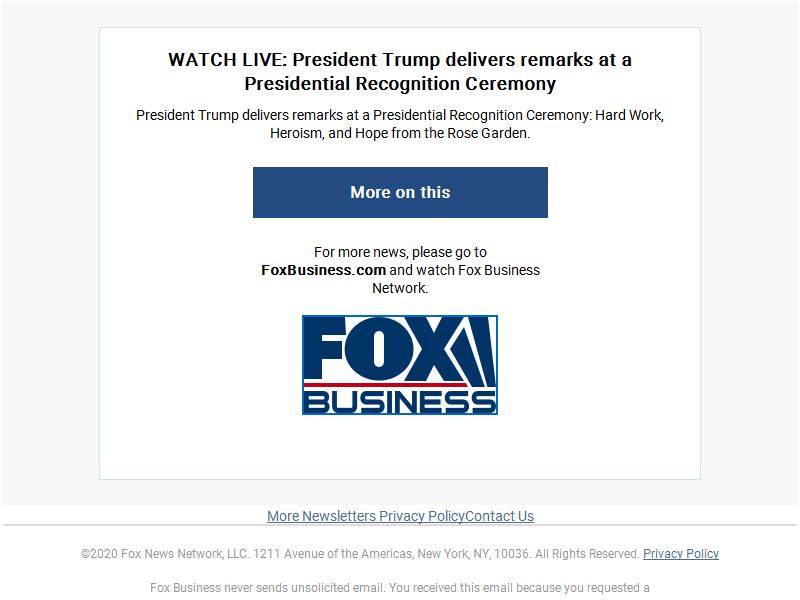 WATCH LIVE: President Trump delivers remarks at a
Presidential Recognition Ceremony
President Trump delivers remarks at a Presidential Recognition Ceremony: Hard Work,
Heroism, and Hope from the Rose Garden.
More on this
For more news, please go to
FoxBusiness.com and watch Fox Business
Network.
FOX
BUSINESS
More Newsletters Privacy PolicyContact Us
©2020 Fox News Network, LLC. 1211 Avenue of the Americas, New York, NY, 10036. All Rights Reserved. Privacy Policy
Fox Business never sends unsolicited email. You received this email because you requested a